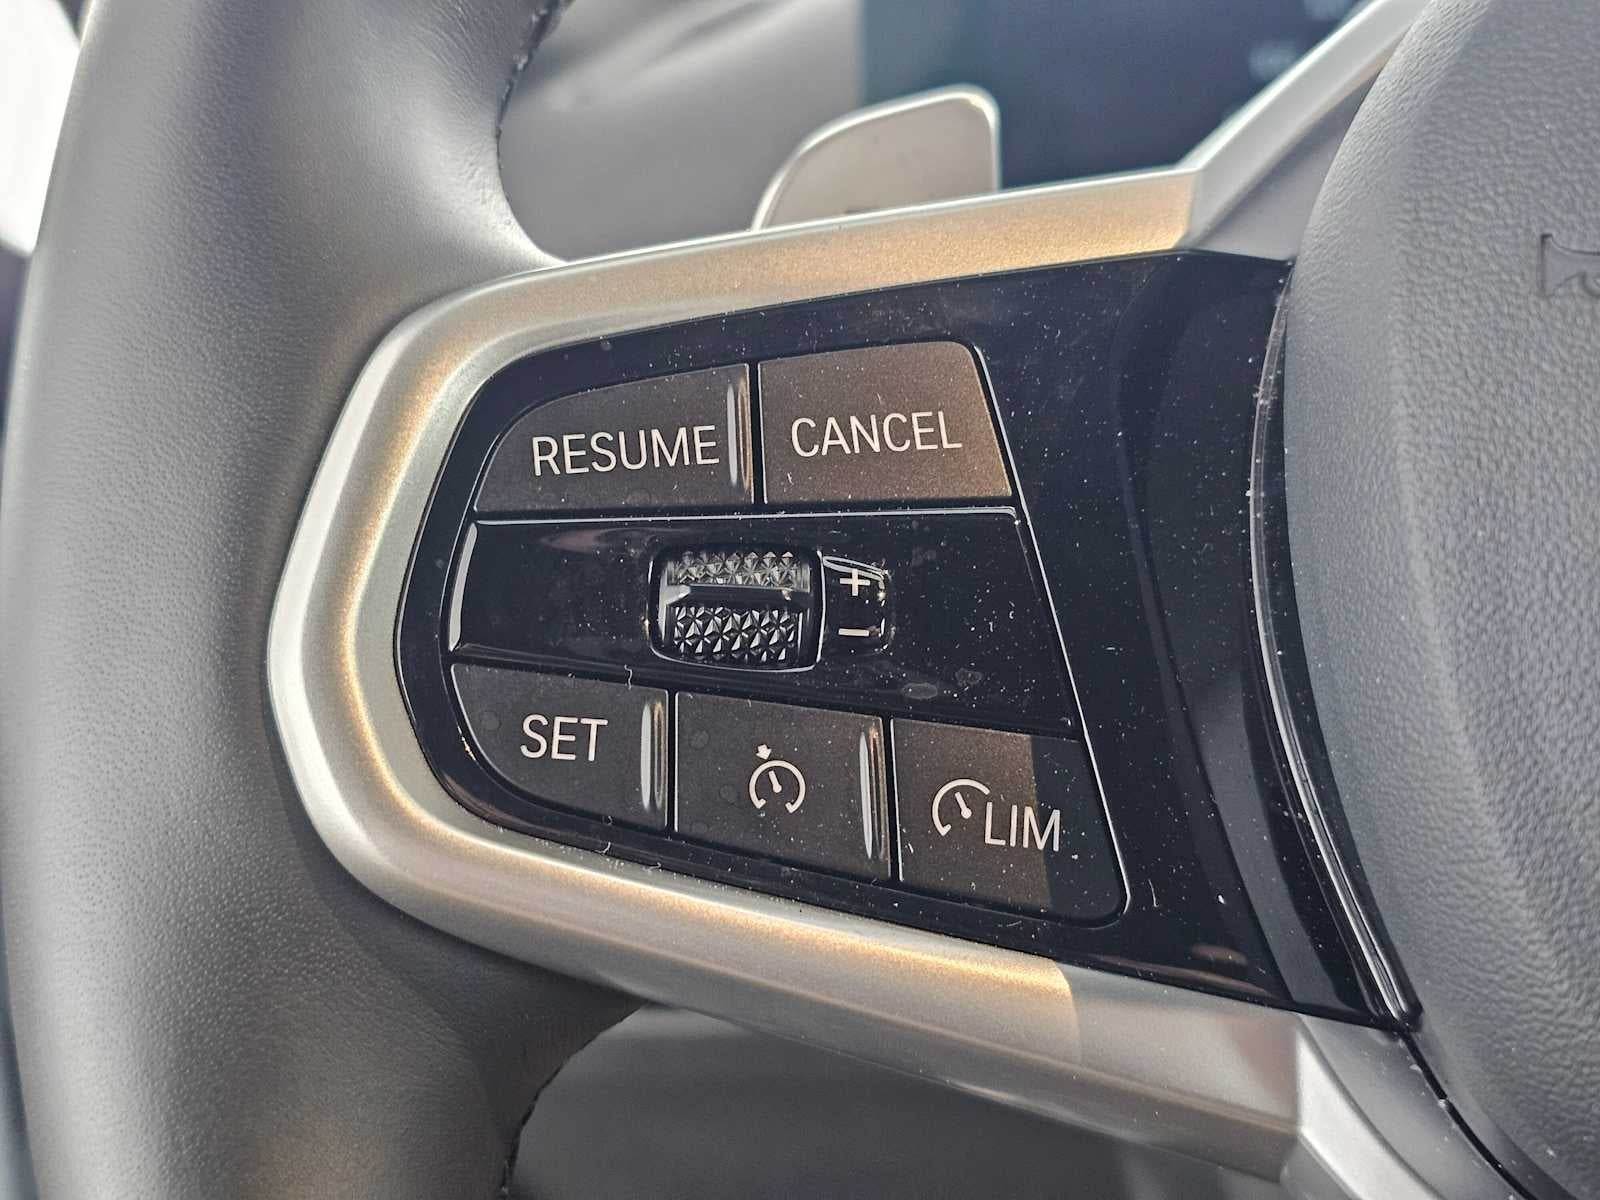 RESUME CANCEL
+
−
SET LIM